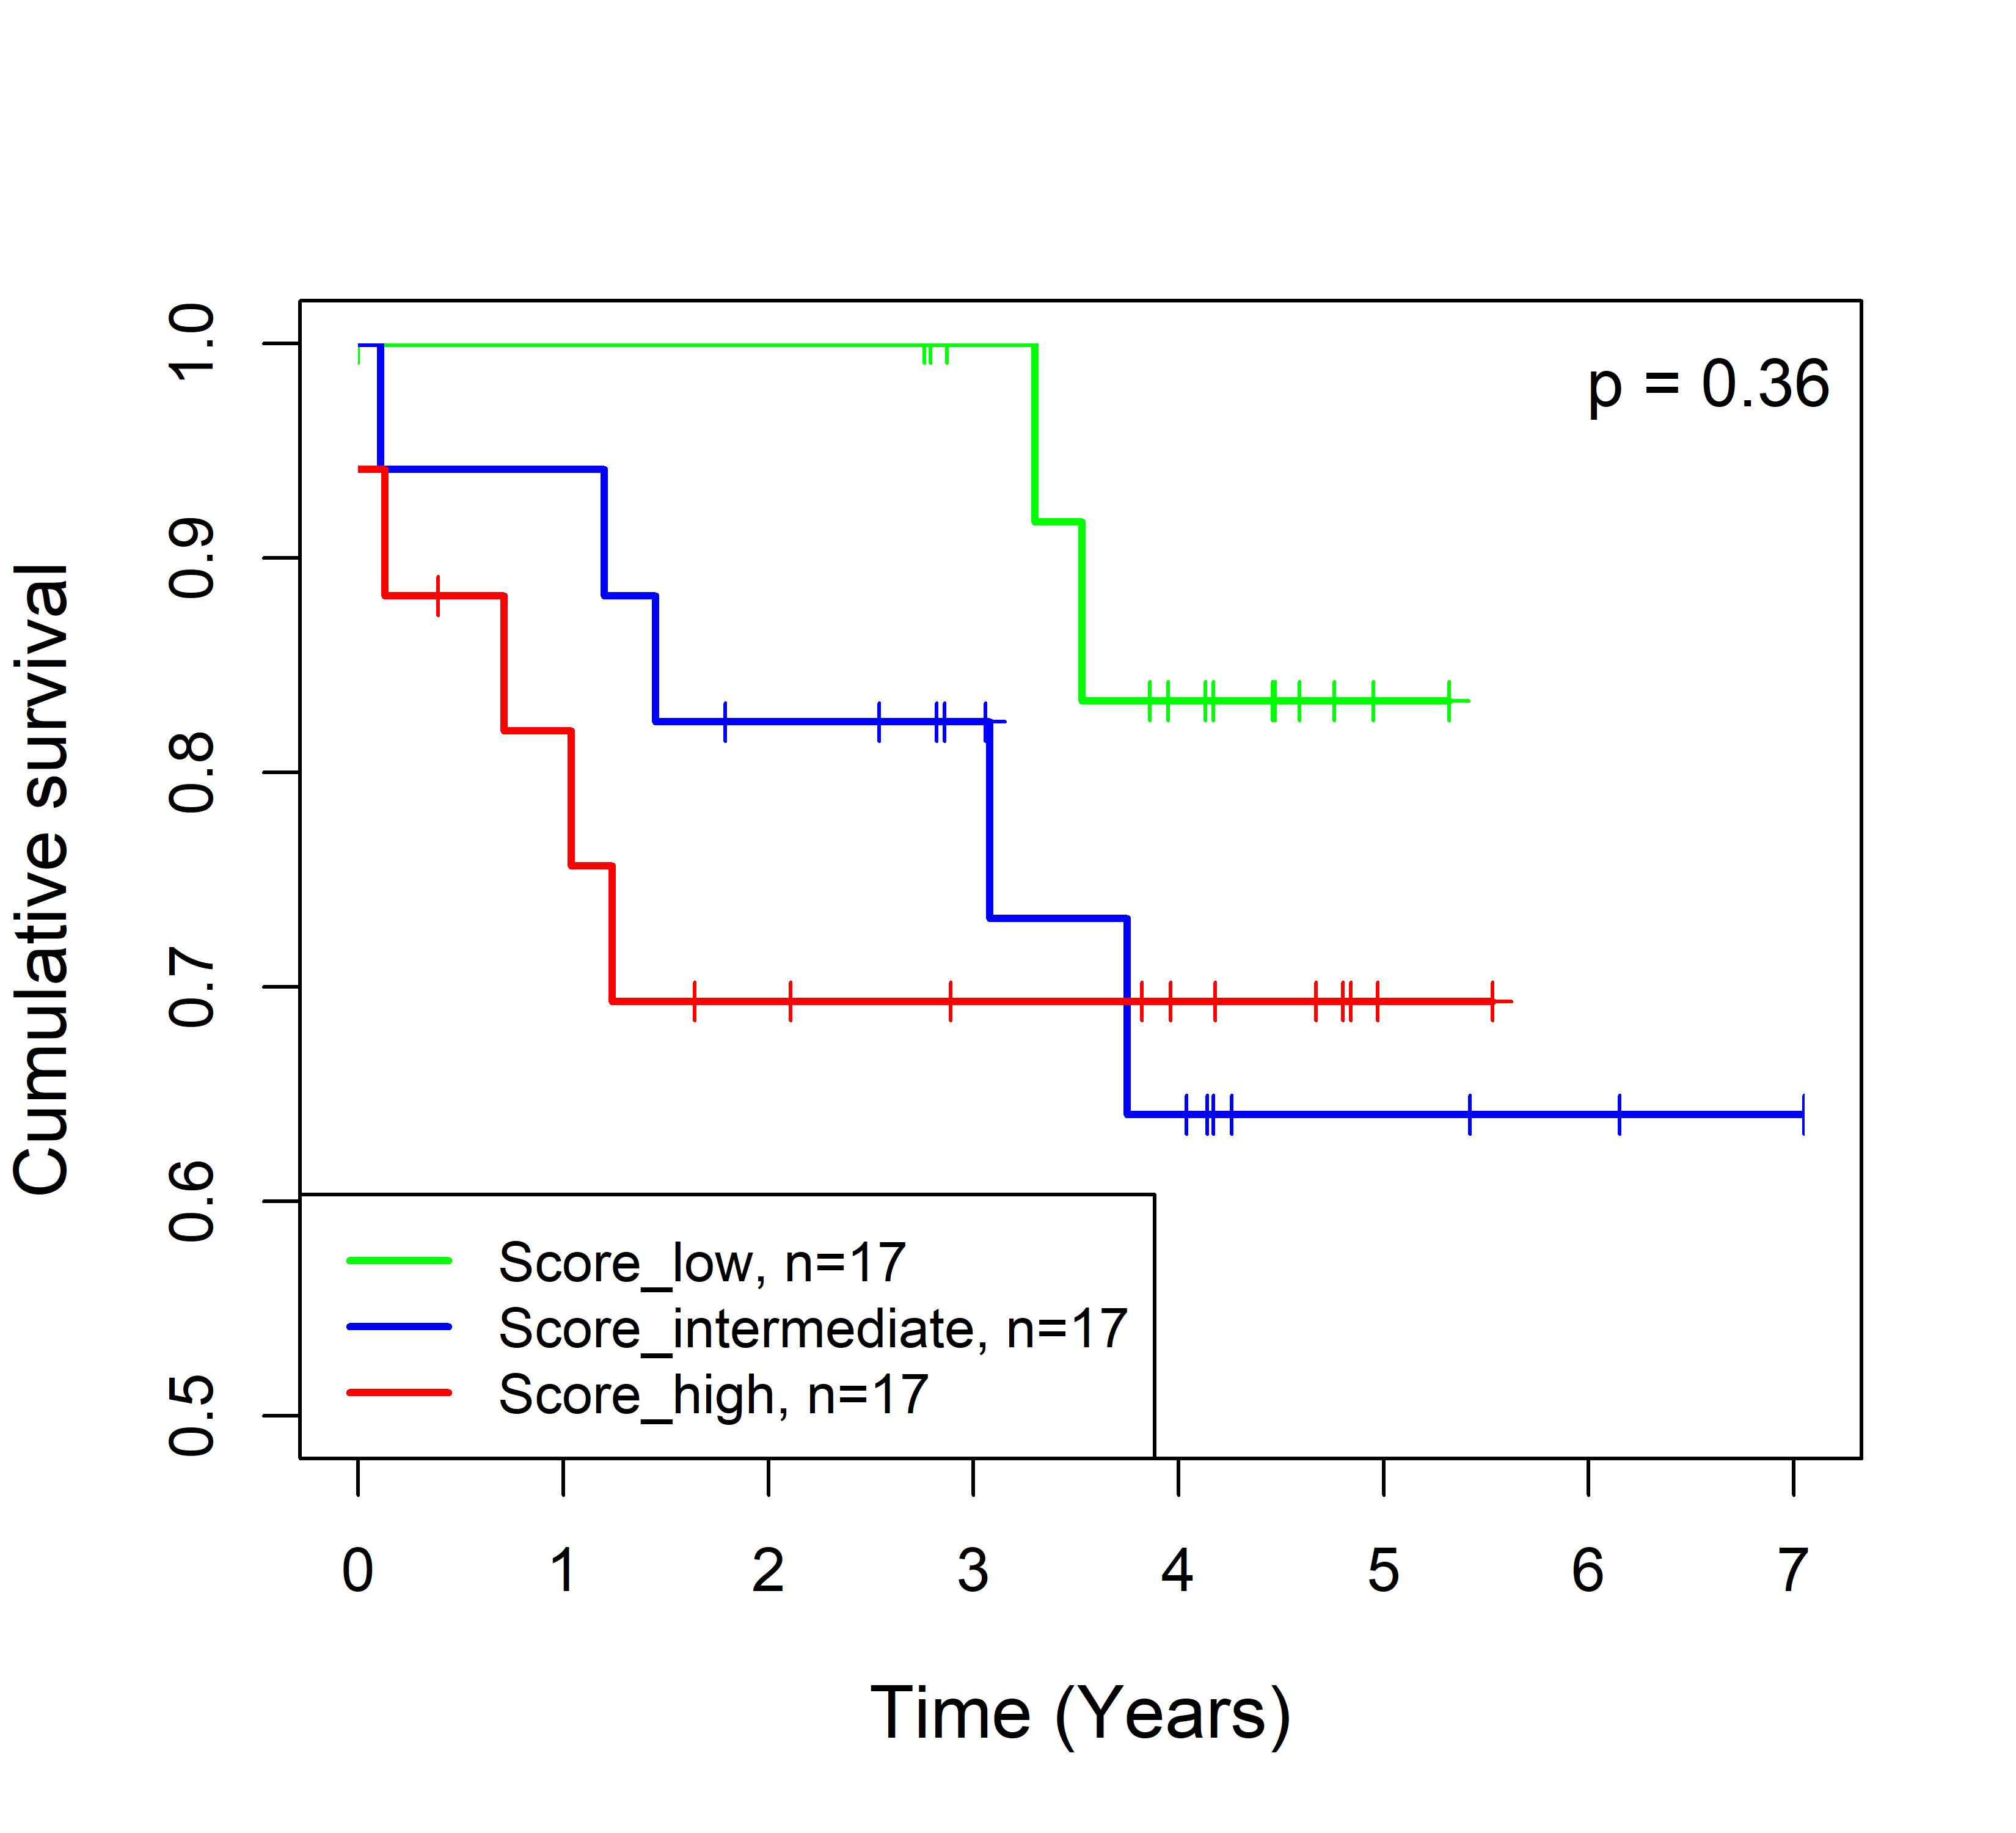 p = 0.36
Cumulative survival
1.0
0.9
0.8
0.7
0.6
0.5
Score_low, n=17
Score_intermediate, n=17
Score_high, n=17
0 1 2 3 4 5 6 7
Time (Years)